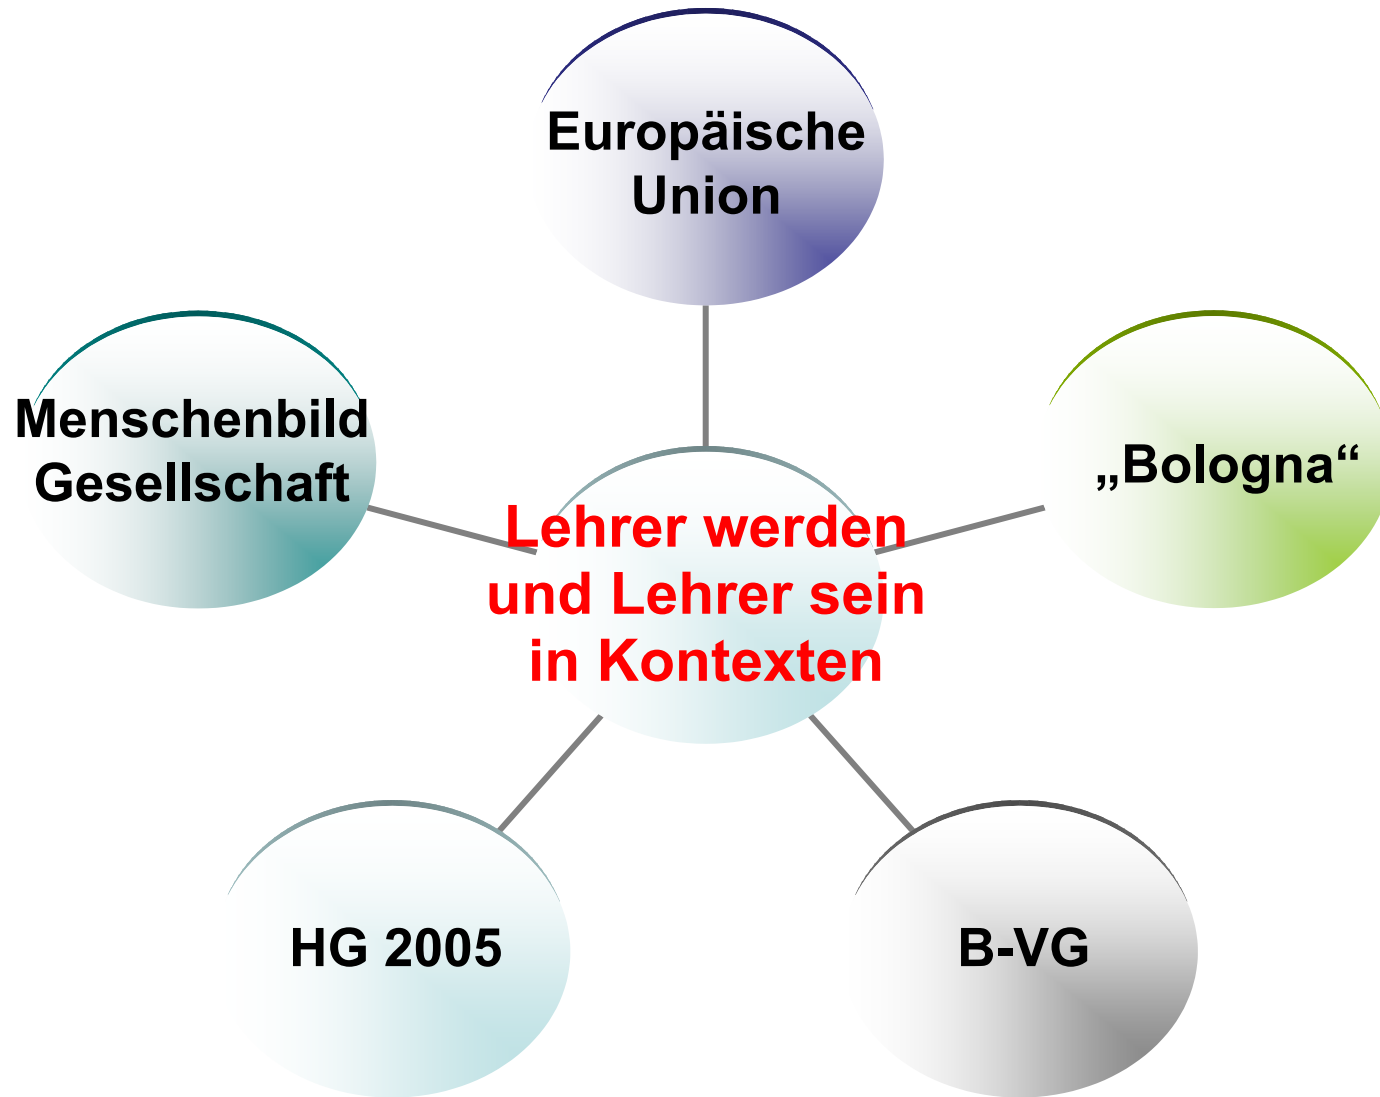 Europäische
Union
Menschenbild
Gesellschaft
„Bologna“
Lehrer werden
und Lehrer sein
in Kontexten
HG 2005
B-VG